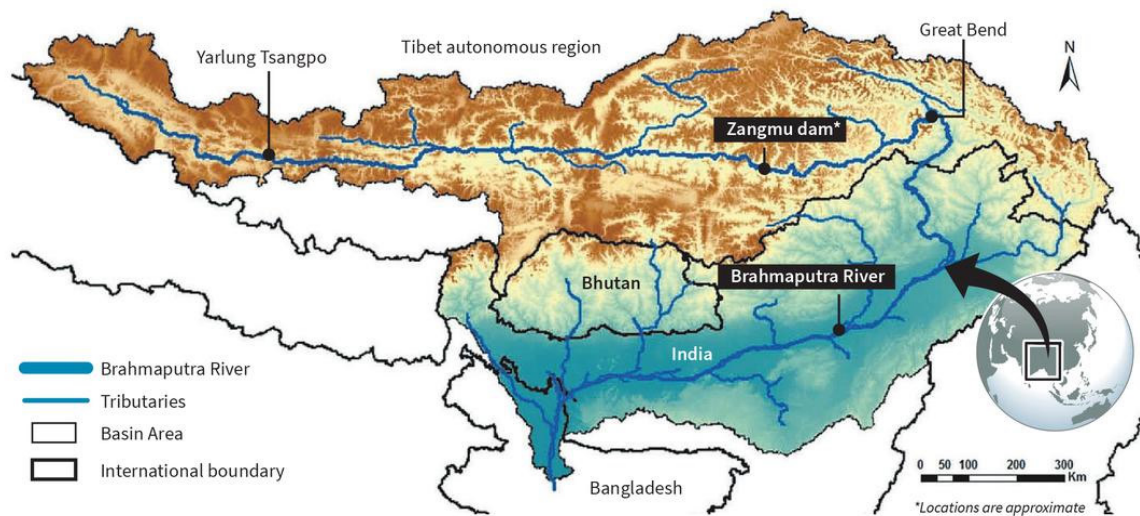 Great Bend
Tibet autonomous region
Yarlung Tsangpo
N
Zangmu dam*
Bhutan
Brahmaputra River
India
Brahmaputra River
Tributaries
Basin Area
International boundary
Bangladesh
0 50 100 200 300
Km
*Locations are approximate